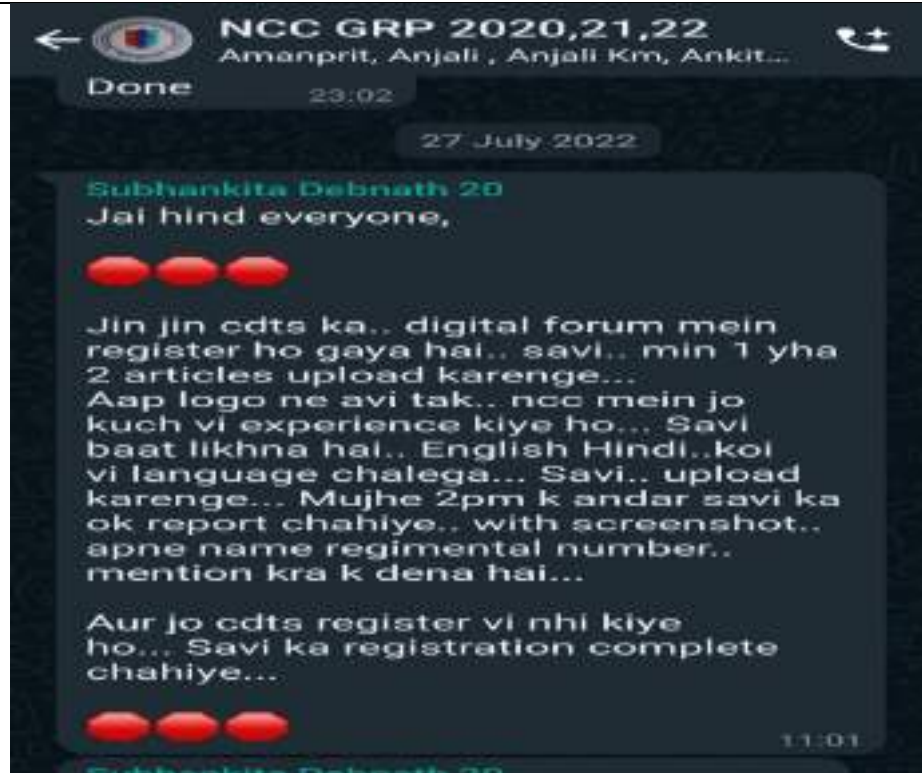 NCC GRP 2020,21,22
Amanprit, Anjali , Anjali Km, Ankit...
Done
23:02
27 July 2022
Subhankita Debnath 20
Jai hind everyone,
Jin jin cdts ka.. digital forum mein
register ho gaya hai.. savi.. min 1 yha
2 articles upload karenge...
Aap logo ne avi tak.. ncc mein jo
kuch vi experience kiye ho... Savi
baat likhna hai.. English Hindi..koi
vi language chalega... Savi.. upload
karenge... Mujhe 2pm k andar savi ka
ok report chahiye.. with screenshot..
apne name regimental number..
mention kra k dena hai...
Aur jo cdts register vi nhi kiye
ho... Savi ka registration complete
chahiye...
11:01
Subhankita Debnath 20